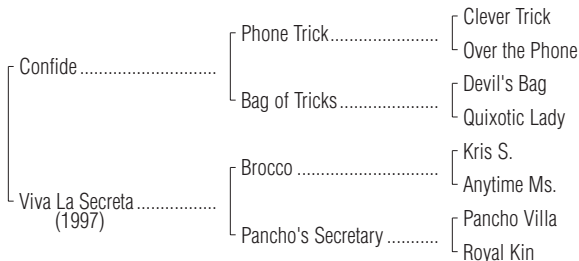 Clever Trick
Phone Trick
Over the Phone
Confide
Devil's Bag
Bag of Tricks
Quixotic Lady
Kris S.
Brocco
Anytime Ms.
Viva La Secreta
(1997)
Pancho Villa
Pancho's Secretary
Royal Kin